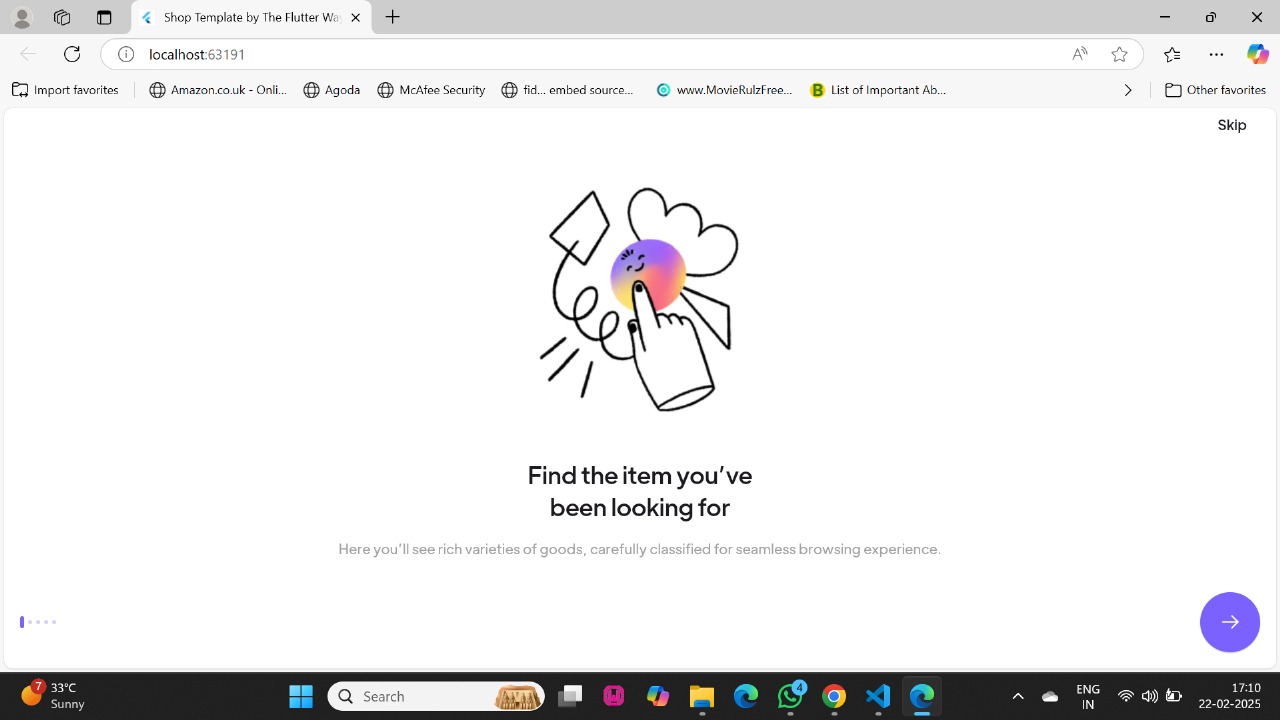 Shop Template by The Flutter Wa
localhost:63191
Import favorites
Amazon.co.uk - Onli...
Agoda
McAfee Security
fid... embed source...
www.MovieRulzFree...
List of Important Ab...
Other favorites
Skip
Find the item you've
been looking for
Here you'll see rich varieties of goods, carefully classified for seamless browsing experience.
7
33°C
Sunny
Search
4
ENG
IN
17:10
22-02-2025